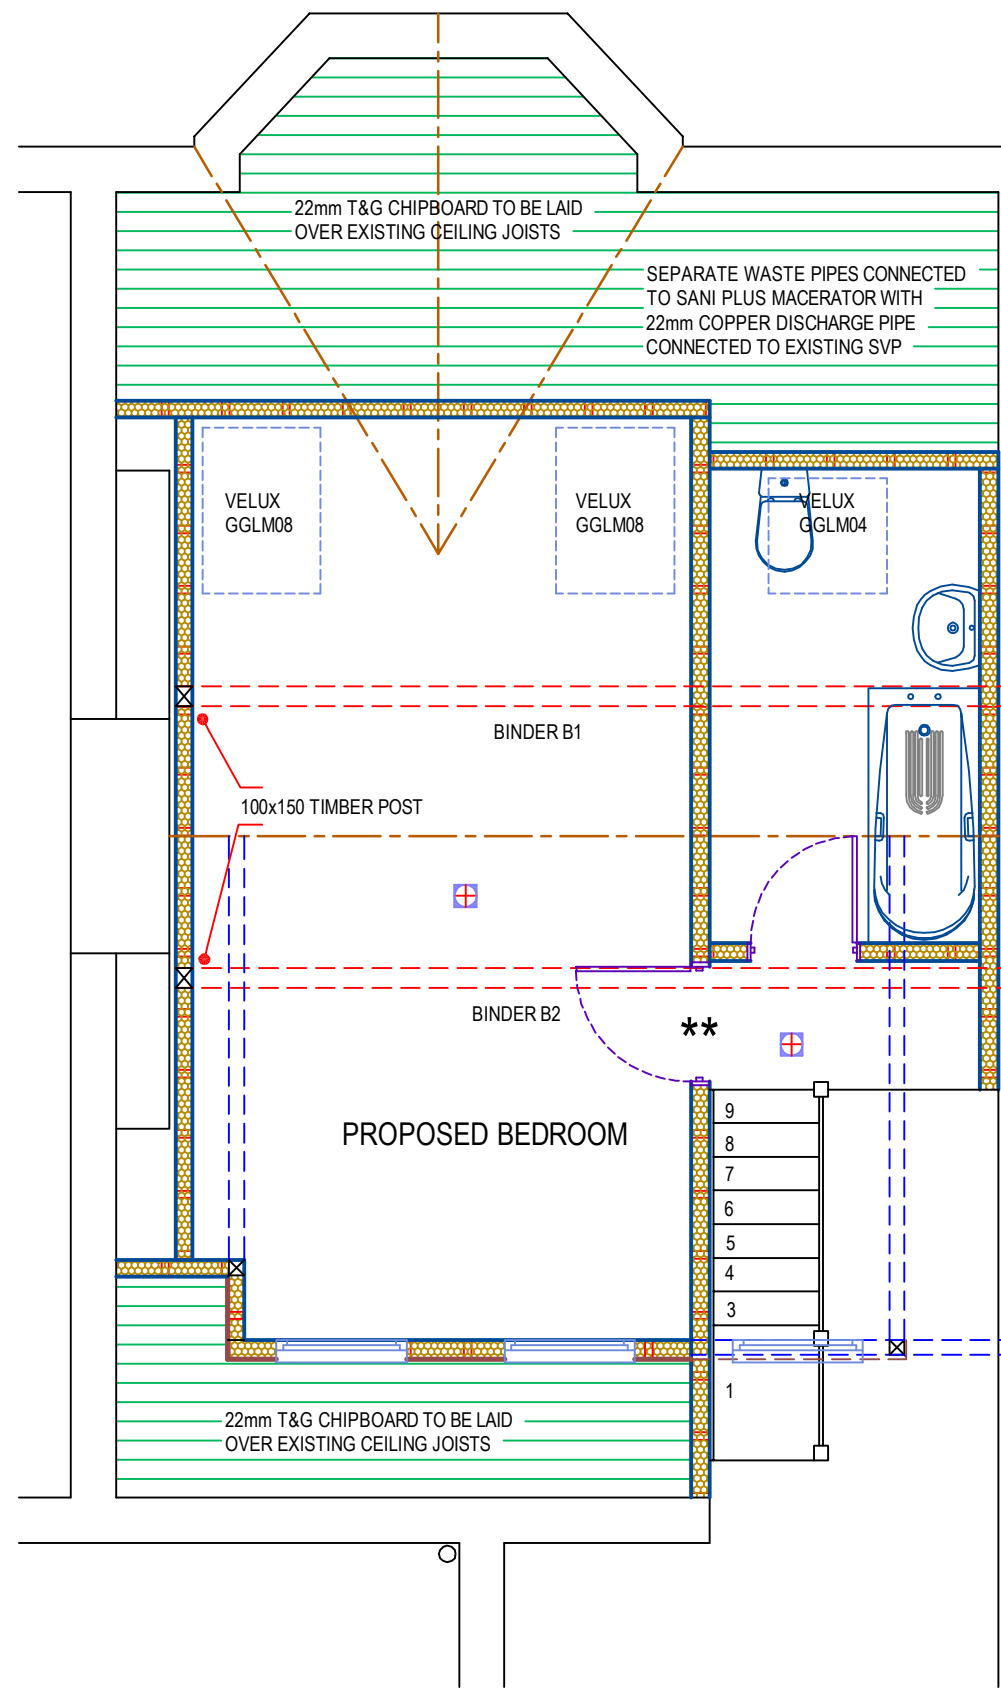 22mm T&G CHIPBOARD TO BE LAID
OVER EXISTING CEILING JOISTS
SEPARATE WASTE PIPES CONNECTED
TO SANI PLUS MACERATOR WITH
22mm COPPER DISCHARGE PIPE
CONNECTED TO EXISTING SVP
VELUX
GGLM08
VELUX
GGLM08
VELUX
GGLM04
BINDER B1
100x150 TIMBER POST
BINDER B2
**
PROPOSED BEDROOM
9
8
7
6
5
4
3
1
22mm T&G CHIPBOARD TO BE LAID
OVER EXISTING CEILING JOISTS